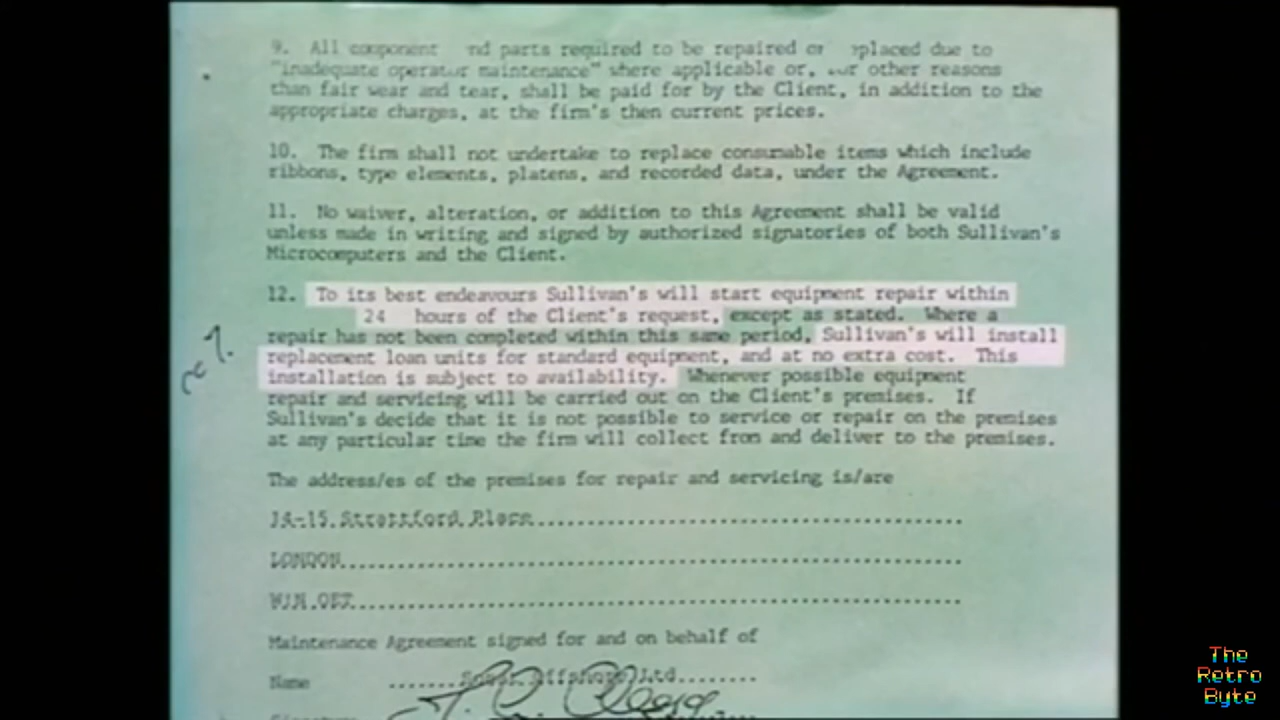 9. All component nd parts required to be repaired or placed due to
"inadequate operator maintenance" where applicable or, other reasons
than fair wear and tear, shall be paid for by the Client, in addition to the
appropriate charges, at the firm's then current prices.
10. The firm shall not undertake to replace consumable items which include
ribbons, type elements, platens, and recorded data, under the Agreement.
11. No waiver, alteration, or addition to this Agreement shall be valid
unless made in writing and signed by authorized signatories of both Sullivan's
Microcomputers and the Client.
12. To its best endeavours Sullivan's will start equipment repair within
24 hours of the Client's request, except as stated. Where a
repair has not been completed within this same period, Sullivan's will install
replacement loan units for standard equipment, and at no extra cost. This
installation is subject to availability. Whenever possible equipment
repair and servicing will be carried out on the Client's premises. If
Sullivan's decide that it is not possible to service or repair on the premises
at any particular time the firm will collect from and deliver to the premises.
The address/es of the premises for repair and servicing is/are
14-15 Strattford Place
LONDON
Maintenance Agreement signed for and on behalf of
Name Offshore Ltd
The
Retro
Byte